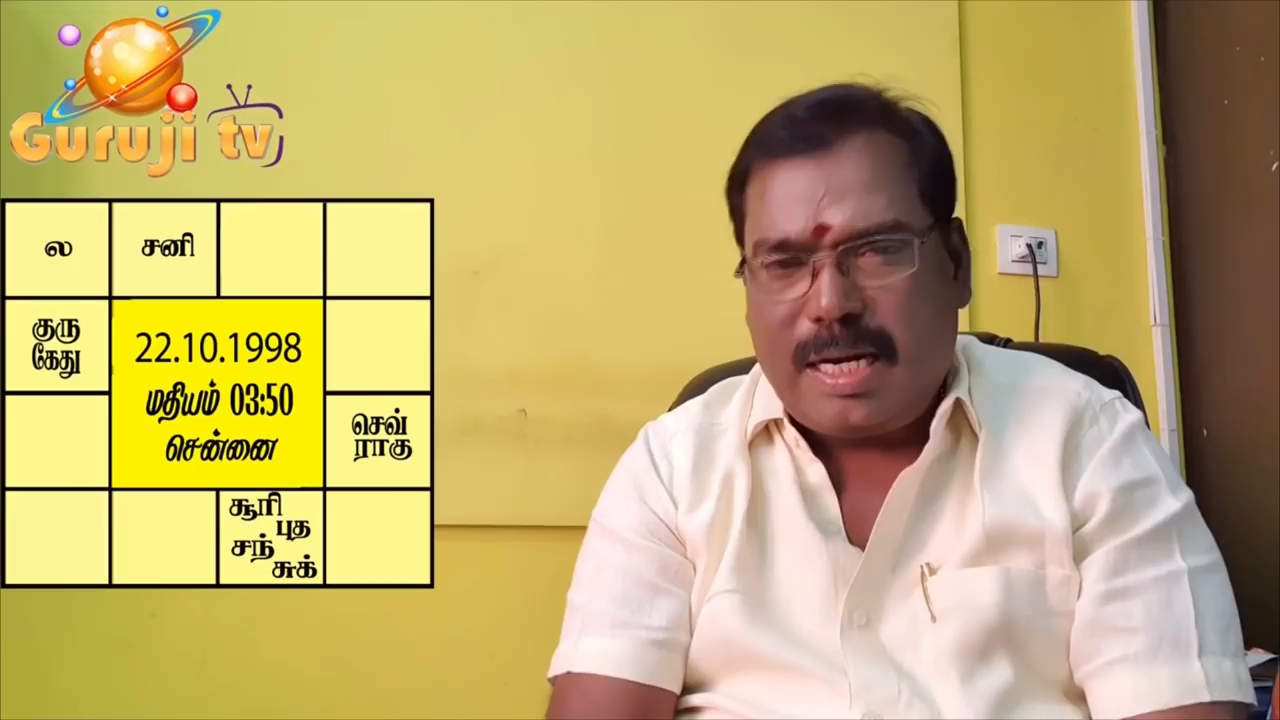 Guruji tv
ல
சனி
குரு
கேது
22.10.1998
மதியம் 03:50
சென்னை
செவ்
ராகு
சூரி
புத
சந்
சுக்